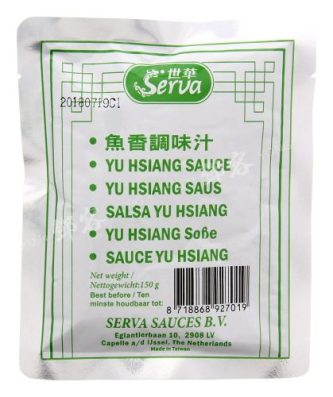 世華
Serva
20180719C1
• 魚香調味汁
• YU HSIANG SAUCE
• YU HSIANG SAUS
• SALSA YU HSIANG
• YU HSIANG Soße
• SAUCE YU HSIANG
Net weight /
Nettogewicht:150 g
Best before / Ten
minste houdbaar tot:
8 718868 927019
SERVA SAUCES B.V.
Eglantierbaan 10, 2908 LV
Capelle a/d IJssel, The Netherlands
Made in Taiwan